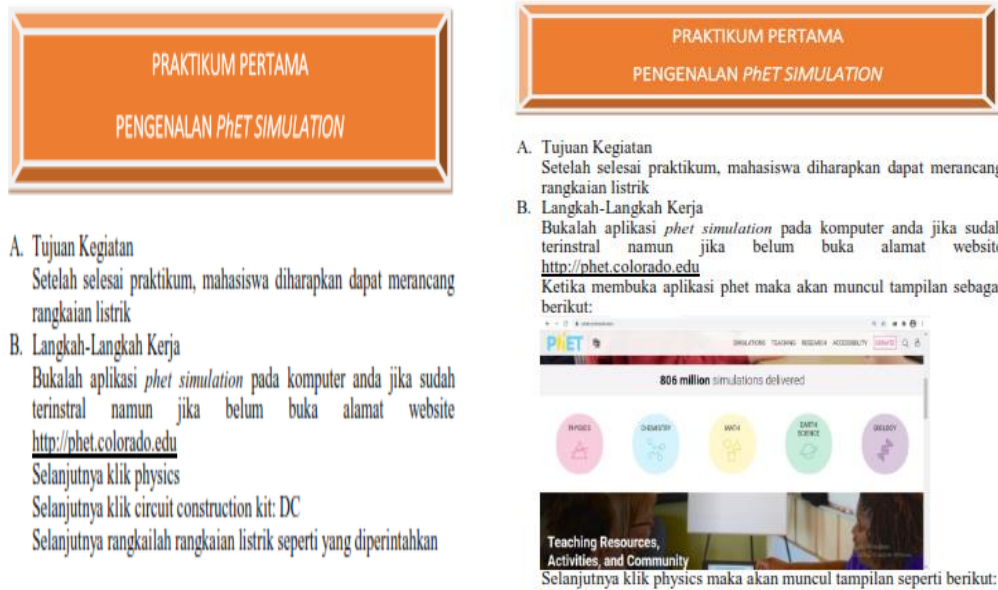 PRAKTIKUM PERTAMA
PENGENALAN PhET SIMULATION
A. Tujuan Kegiatan
Setelah selesai praktikum, mahasiswa diharapkan dapat merancang
rangkaian listrik
B. Langkah-Langkah Kerja
Bukalah aplikasi phet simulation pada komputer anda jika sudah
terinstral namun jika belum buka alamat website
http://phet.colorado.edu
Selanjutnya klik physics
Selanjutnya klik circuit construction kit: DC
Selanjutnya rangkailah rangkaian listrik seperti yang diperintahkan
PRAKTIKUM PERTAMA
PENGENALAN PhET SIMULATION
A. Tujuan Kegiatan
Setelah selesai praktikum, mahasiswa diharapkan dapat merancang
rangkaian listrik
B. Langkah-Langkah Kerja
Bukalah aplikasi phet simulation pada komputer anda jika sudah
terinstral namun jika belum buka alamat website
http://phet.colorado.edu
Ketika membuka aplikasi phet maka akan muncul tampilan sebagai
berikut:
PhET SIMULATIONS TEACHING RESEARCH ACCESSIBILITY DONATE
806 million simulations delivered
PHYSICS CHEMISTRY MATH EARTH SCIENCE BIOLOGY
Teaching Resources,
Activities, and Community
Selanjutnya klik physics maka akan muncul tampilan seperti berikut: